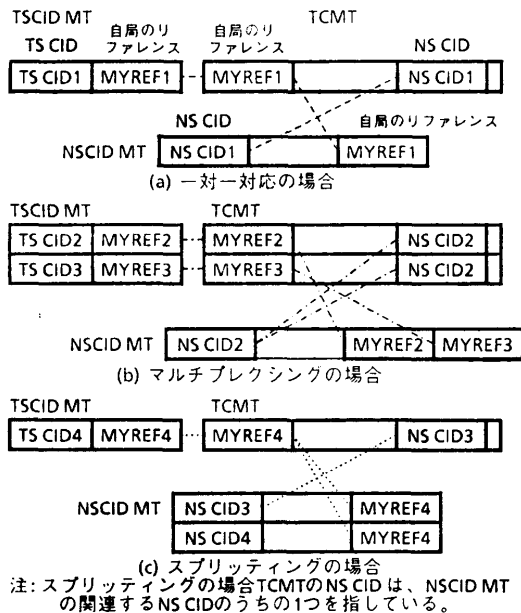 TSCID MT TCMT
TS CID 自局のリファレンス 自局のリファレンス NS CID
TS CID1 MYREF1 MYREF1 NS CID1
NS CID 自局のリファレンス
NSCID MT NS CID1 MYREF1
(a) 一対一対応の場合
TSCID MT TCMT
TS CID2 MYREF2 MYREF2 NS CID2
TS CID3 MYREF3 MYREF3 NS CID2
NSCID MT NS CID2 MYREF2 MYREF3
(b) マルチプレクシングの場合
TSCID MT TCMT
TS CID4 MYREF4 MYREF4 NS CID3
NSCID MT NS CID3 MYREF4
NS CID4 MYREF4
(c) スプリッティングの場合
注: スプリッティングの場合TCMTのNS CID は、NSCID MT
の関連するNS CIDのうちの1つを指している。